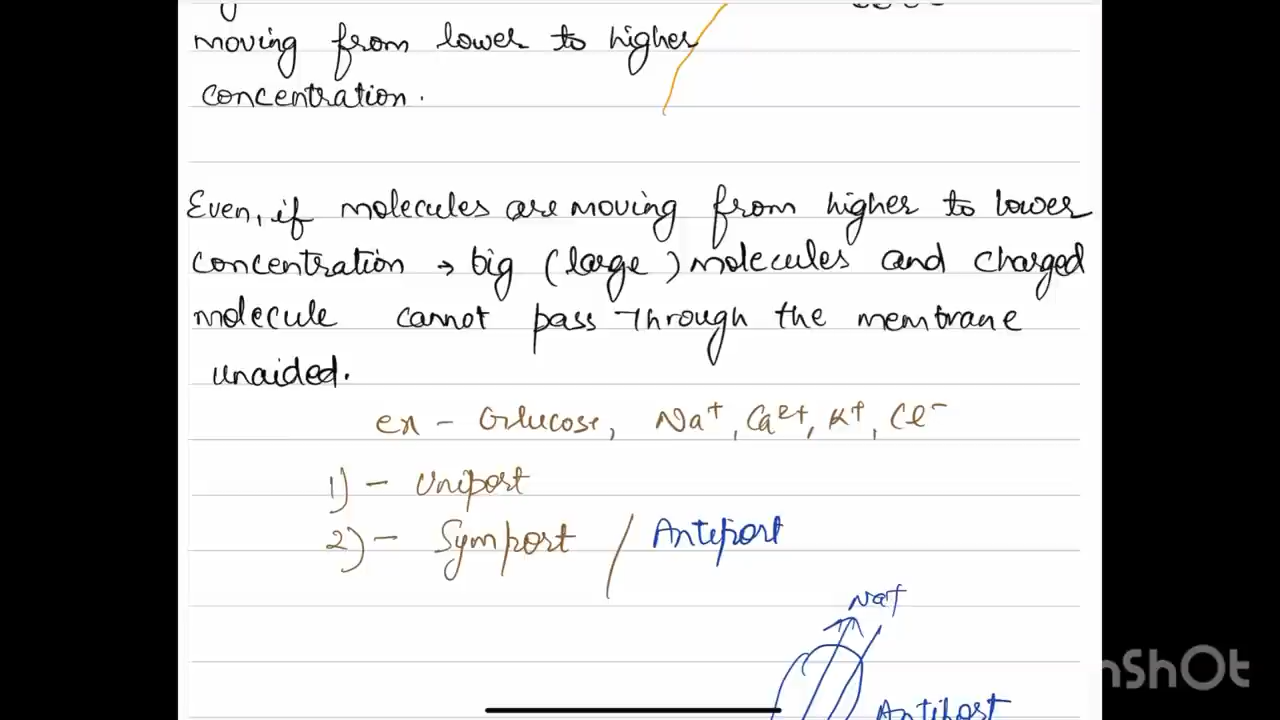 moving from lower to higher
concentration.
Even, if molecules are moving from higher to lower
concentration → big (large) molecules and charged
molecule cannot pass through the membrane
unaided.
ex - Glucose, Na⁺, Ca²⁺, K⁺, Cl⁻
1) - Uniport
2) - Symport / Antiport
Na⁺
nShOt
Antiport